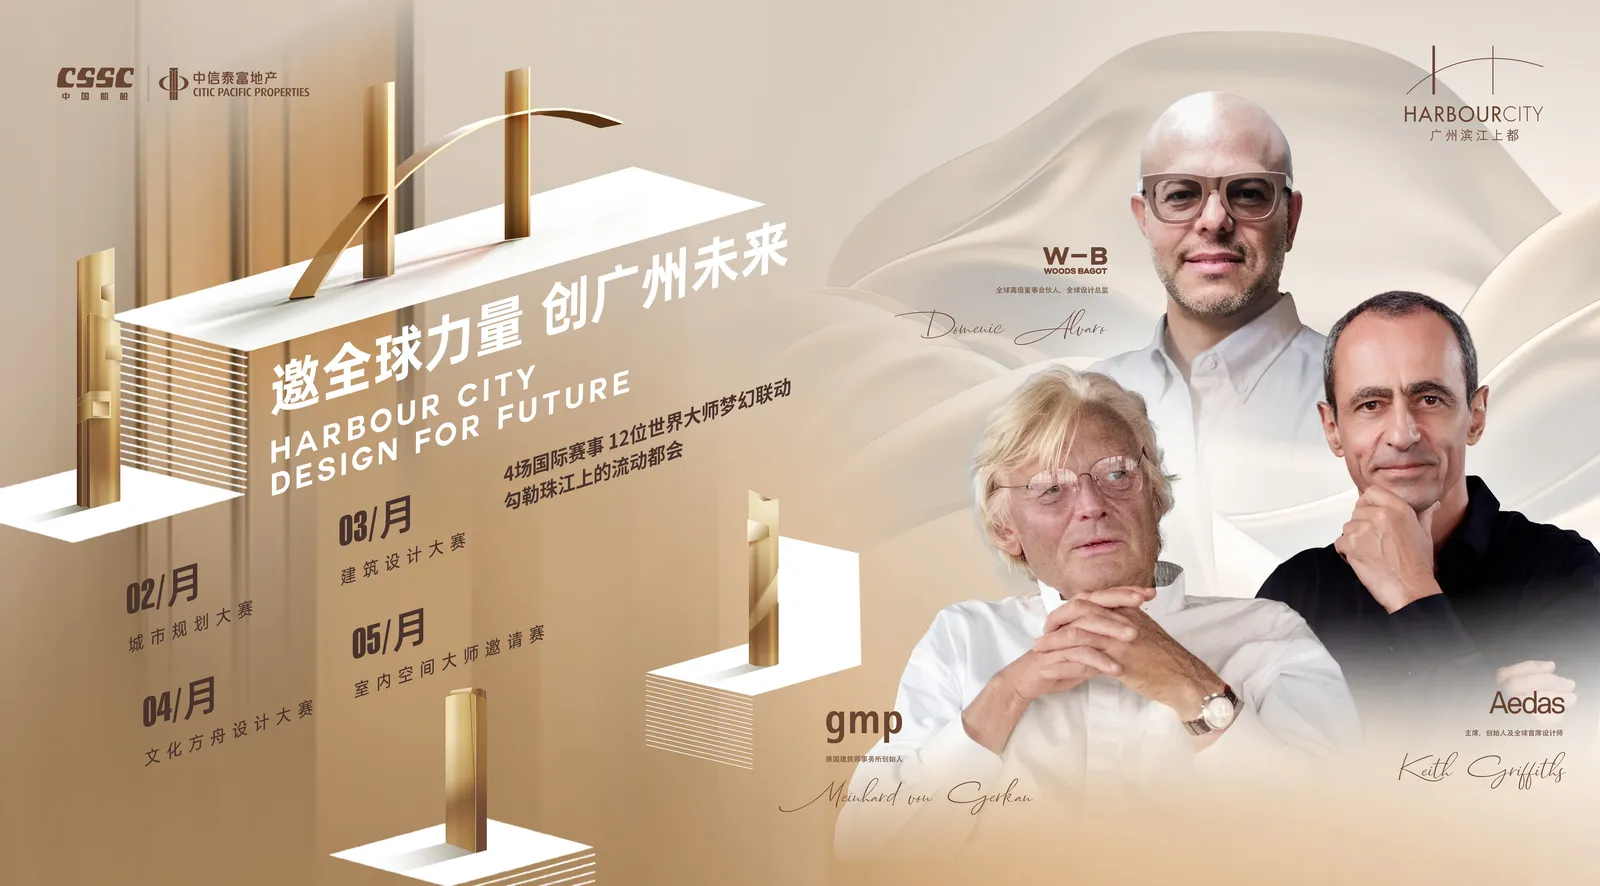 CSSC
中国船舶
中信泰富地产
CITIC PACIFIC PROPERTIES
HARBOURCITY
广州滨江上都
邀全球力量 创广州未来
HARBOUR CITY
DESIGN FOR FUTURE
4场国际赛事 12位世界大师梦幻联动
勾勒珠江上的流动都会
02/月
城市规划大赛
03/月
建筑设计大赛
04/月
文化方舟设计大赛
05/月
室内空间大师邀请赛
W—B
WOODS BAGOT
全球高级董事合伙人、全球设计总监
Domenic Alvaro
gmp
德国建筑师事务所创始人
Meinhard von Gerkan
Aedas
主席、创始人及全球首席设计师
Keith Griffiths